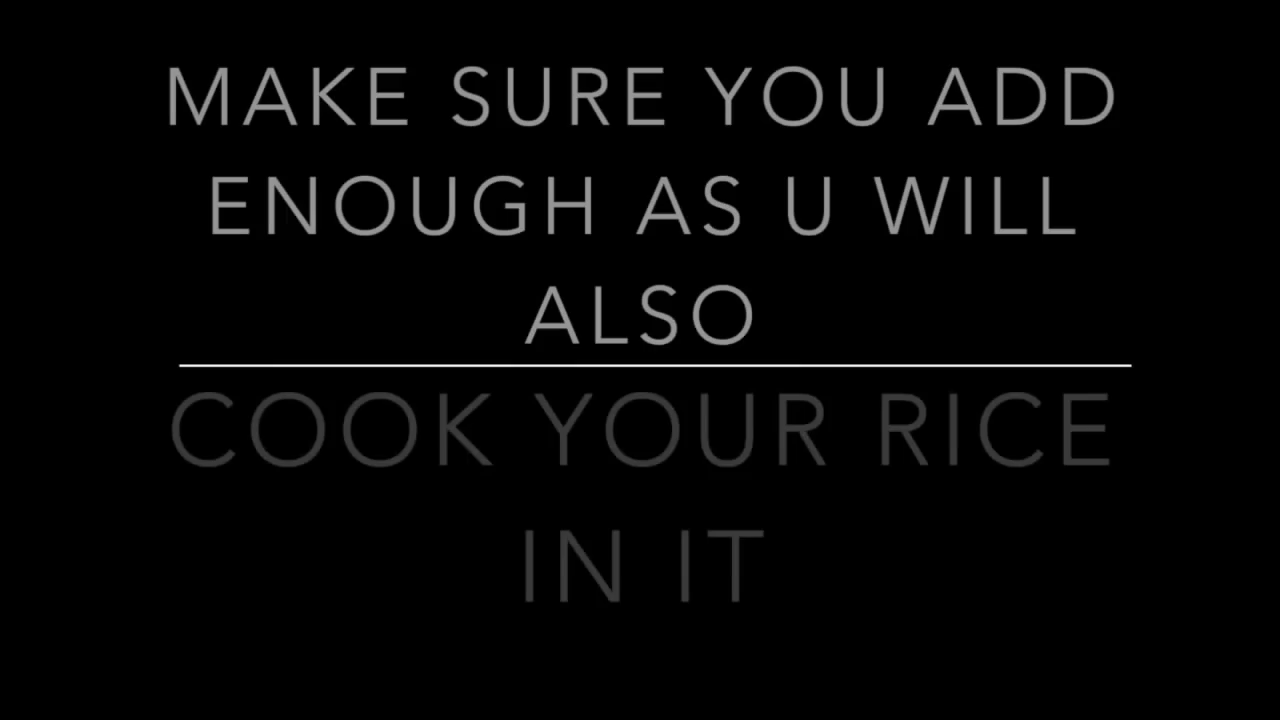 MAKE SURE YOU ADD
ENOUGH AS U WILL
ALSO
COOK YOUR RICE
IN IT